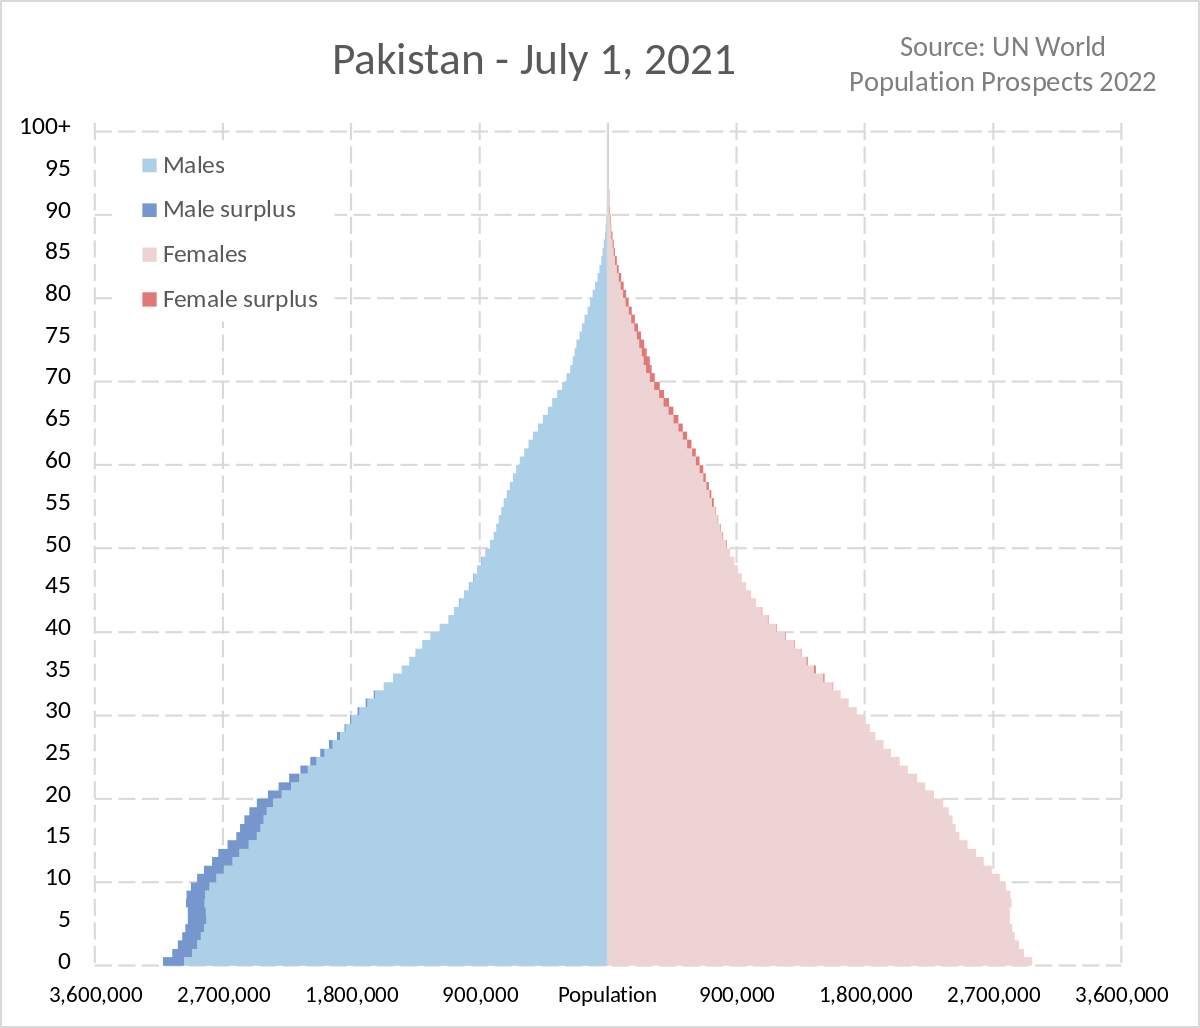 Pakistan - July 1, 2021
Source: UN World
Population Prospects 2022
Males
Male surplus
Females
Female surplus
100+
95
90
85
80
75
70
65
60
55
50
45
40
35
30
25
20
15
10
5
0
3,600,000 2,700,000 1,800,000 900,000 Population 900,000 1,800,000 2,700,000 3,600,000